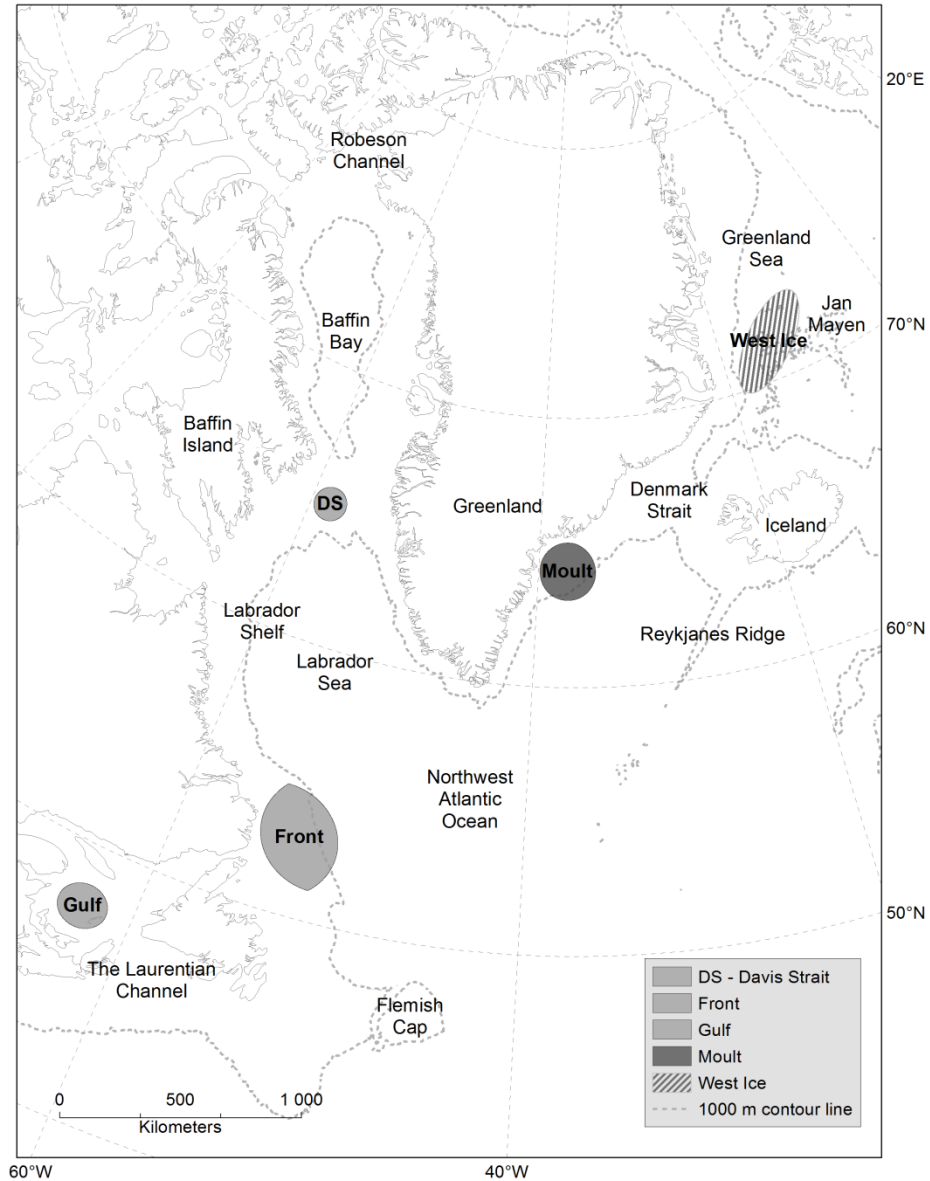 20°E
Robeson
Channel
Greenland
Sea
Jan
Mayen
70°N
West Ice
Baffin
Bay
Baffin
Island
DS
Greenland
Denmark
Strait
Iceland
Moult
Labrador
Shelf
Reykjanes Ridge
60°N
Labrador
Sea
Northwest
Atlantic
Ocean
Front
Gulf
50°N
The Laurentian
Channel
Flemish
Cap
DS - Davis Strait
Front
Gulf
Moult
West Ice
1000 m contour line
0 500 1 000
Kilometers
60°W
40°W